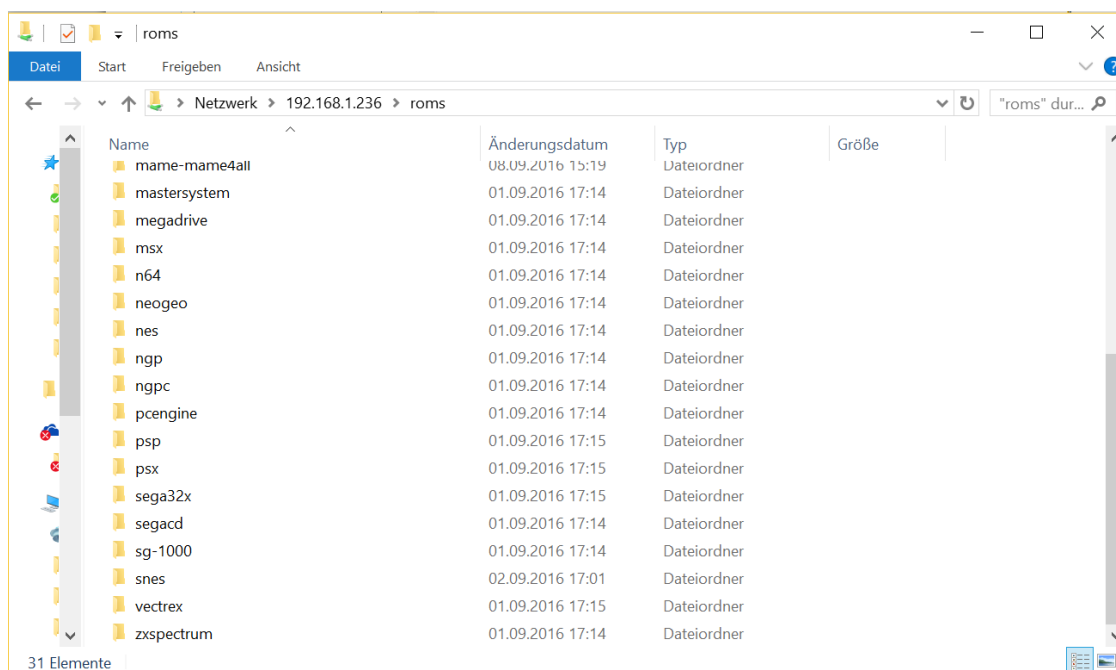 roms
Datei Start Freigeben Ansicht ?
Netzwerk 192.168.1.236 roms "roms" dur...
Name Änderungsdatum Typ Größe
mame-mame4all 08.09.2016 15:19 Dateiordner
mastersystem 01.09.2016 17:14 Dateiordner
megadrive 01.09.2016 17:14 Dateiordner
msx 01.09.2016 17:14 Dateiordner
n64 01.09.2016 17:14 Dateiordner
neogeo 01.09.2016 17:14 Dateiordner
nes 01.09.2016 17:14 Dateiordner
ngp 01.09.2016 17:14 Dateiordner
ngpc 01.09.2016 17:14 Dateiordner
pcengine 01.09.2016 17:14 Dateiordner
psp 01.09.2016 17:15 Dateiordner
psx 01.09.2016 17:15 Dateiordner
sega32x 01.09.2016 17:15 Dateiordner
segacd 01.09.2016 17:14 Dateiordner
sg-1000 01.09.2016 17:14 Dateiordner
snes 02.09.2016 17:01 Dateiordner
vectrex 01.09.2016 17:15 Dateiordner
zxspectrum 01.09.2016 17:14 Dateiordner
31 Elemente